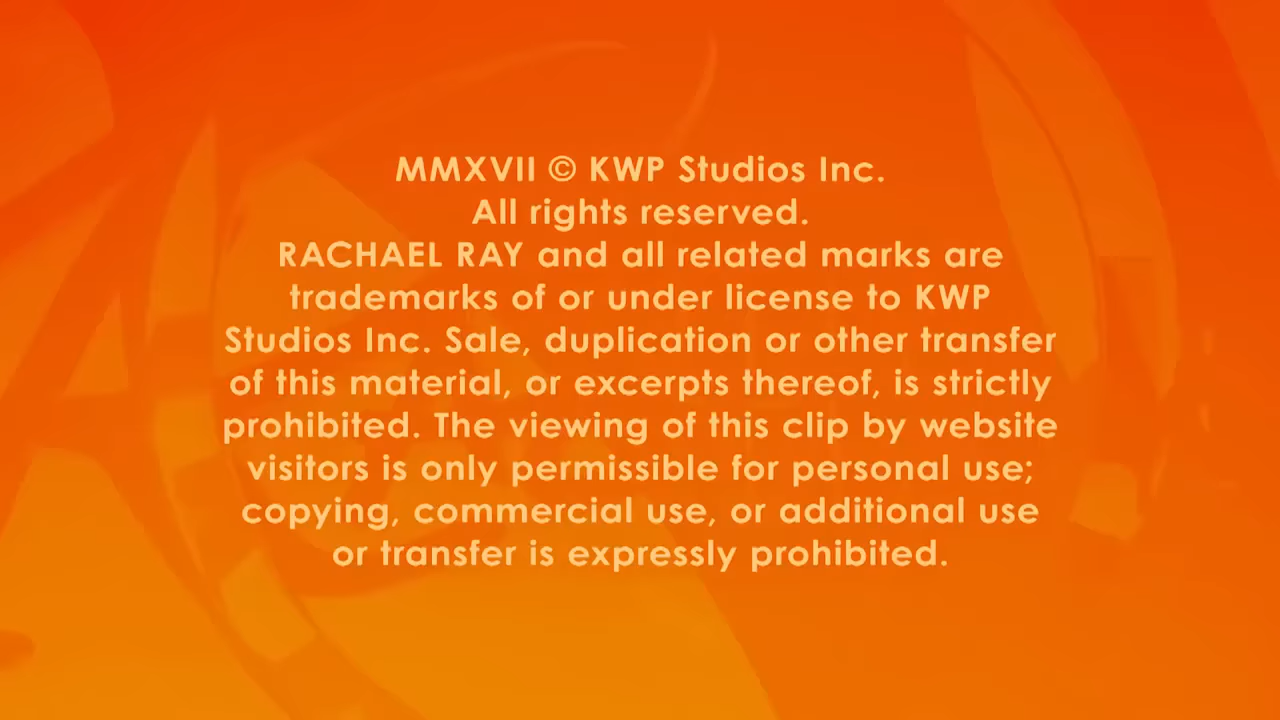 MMXVII © KWP Studios Inc.
All rights reserved.
RACHAEL RAY and all related marks are
trademarks of or under license to KWP
Studios Inc. Sale, duplication or other transfer
of this material, or excerpts thereof, is strictly
prohibited. The viewing of this clip by website
visitors is only permissible for personal use;
copying, commercial use, or additional use
or transfer is expressly prohibited.